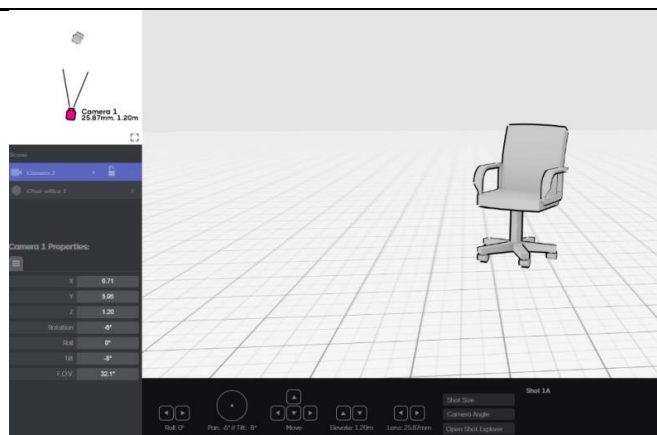 Camera 1
25.87mm, 1.20m
Scene
Camera 1
Chair office 1
Camera 1 Properties:
X 0.71
Y 5.95
Z 1.20
Rotation -6°
Roll 0°
Tilt -8°
F.O.V. 32.1°
Roll: 0°
Pan: -6° // Tilt: -8°
Move
Elevate: 1.20m
Lens: 25.87mm
Shot Size
Camera Angle
Open Shot Explorer
Shot 1A